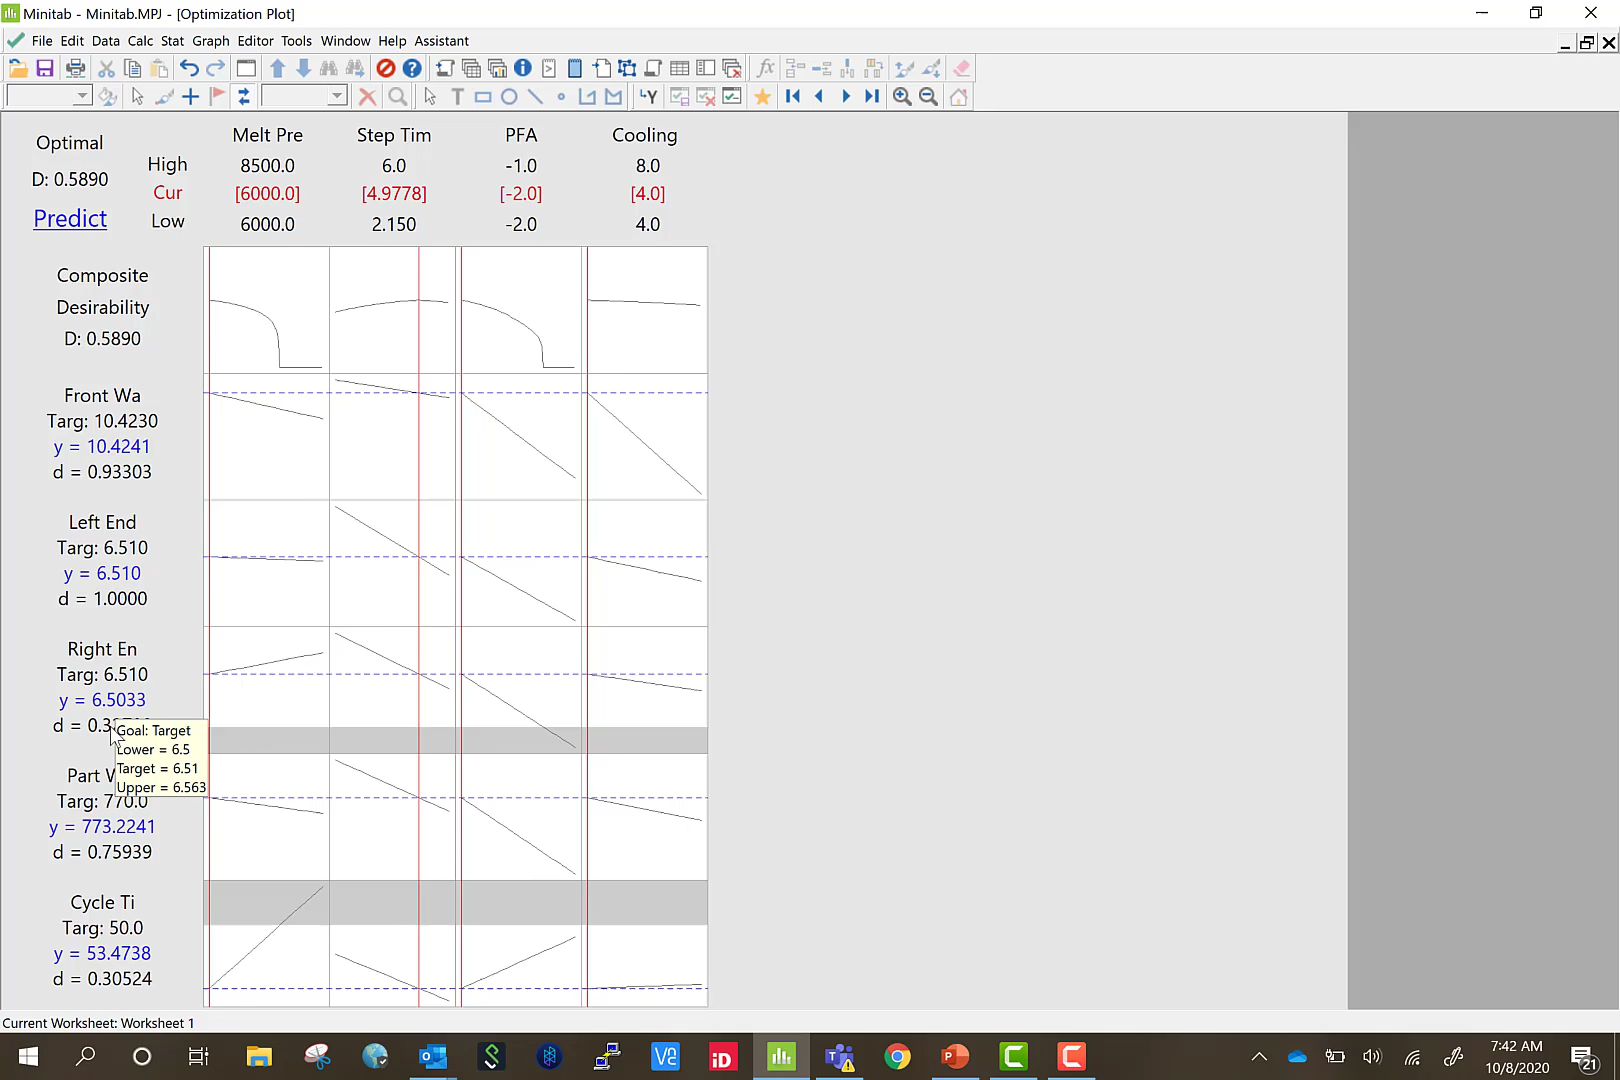 Minitab - Minitab.MPJ - [Optimization Plot]
File Edit Data Calc Stat Graph Editor Tools Window Help Assistant
Optimal
D: 0.5890
Predict
High
Cur
Low
Melt Pre
8500.0
[6000.0]
6000.0
Step Tim
6.0
[4.9778]
2.150
PFA
-1.0
[-2.0]
-2.0
Cooling
8.0
[4.0]
4.0
Composite
Desirability
D: 0.5890
Front Wa
Targ: 10.4230
y = 10.4241
d = 0.93303
Left End
Targ: 6.510
y = 6.510
d = 1.0000
Right En
Targ: 6.510
y = 6.5033
Goal: Target
Lower = 6.5
Target = 6.51
Upper = 6.563
Part
Targ: 770.0
y = 773.2241
d = 0.75939
Cycle Ti
Targ: 50.0
y = 53.4738
d = 0.30524
Current Worksheet: Worksheet 1
7:42 AM
10/8/2020
21